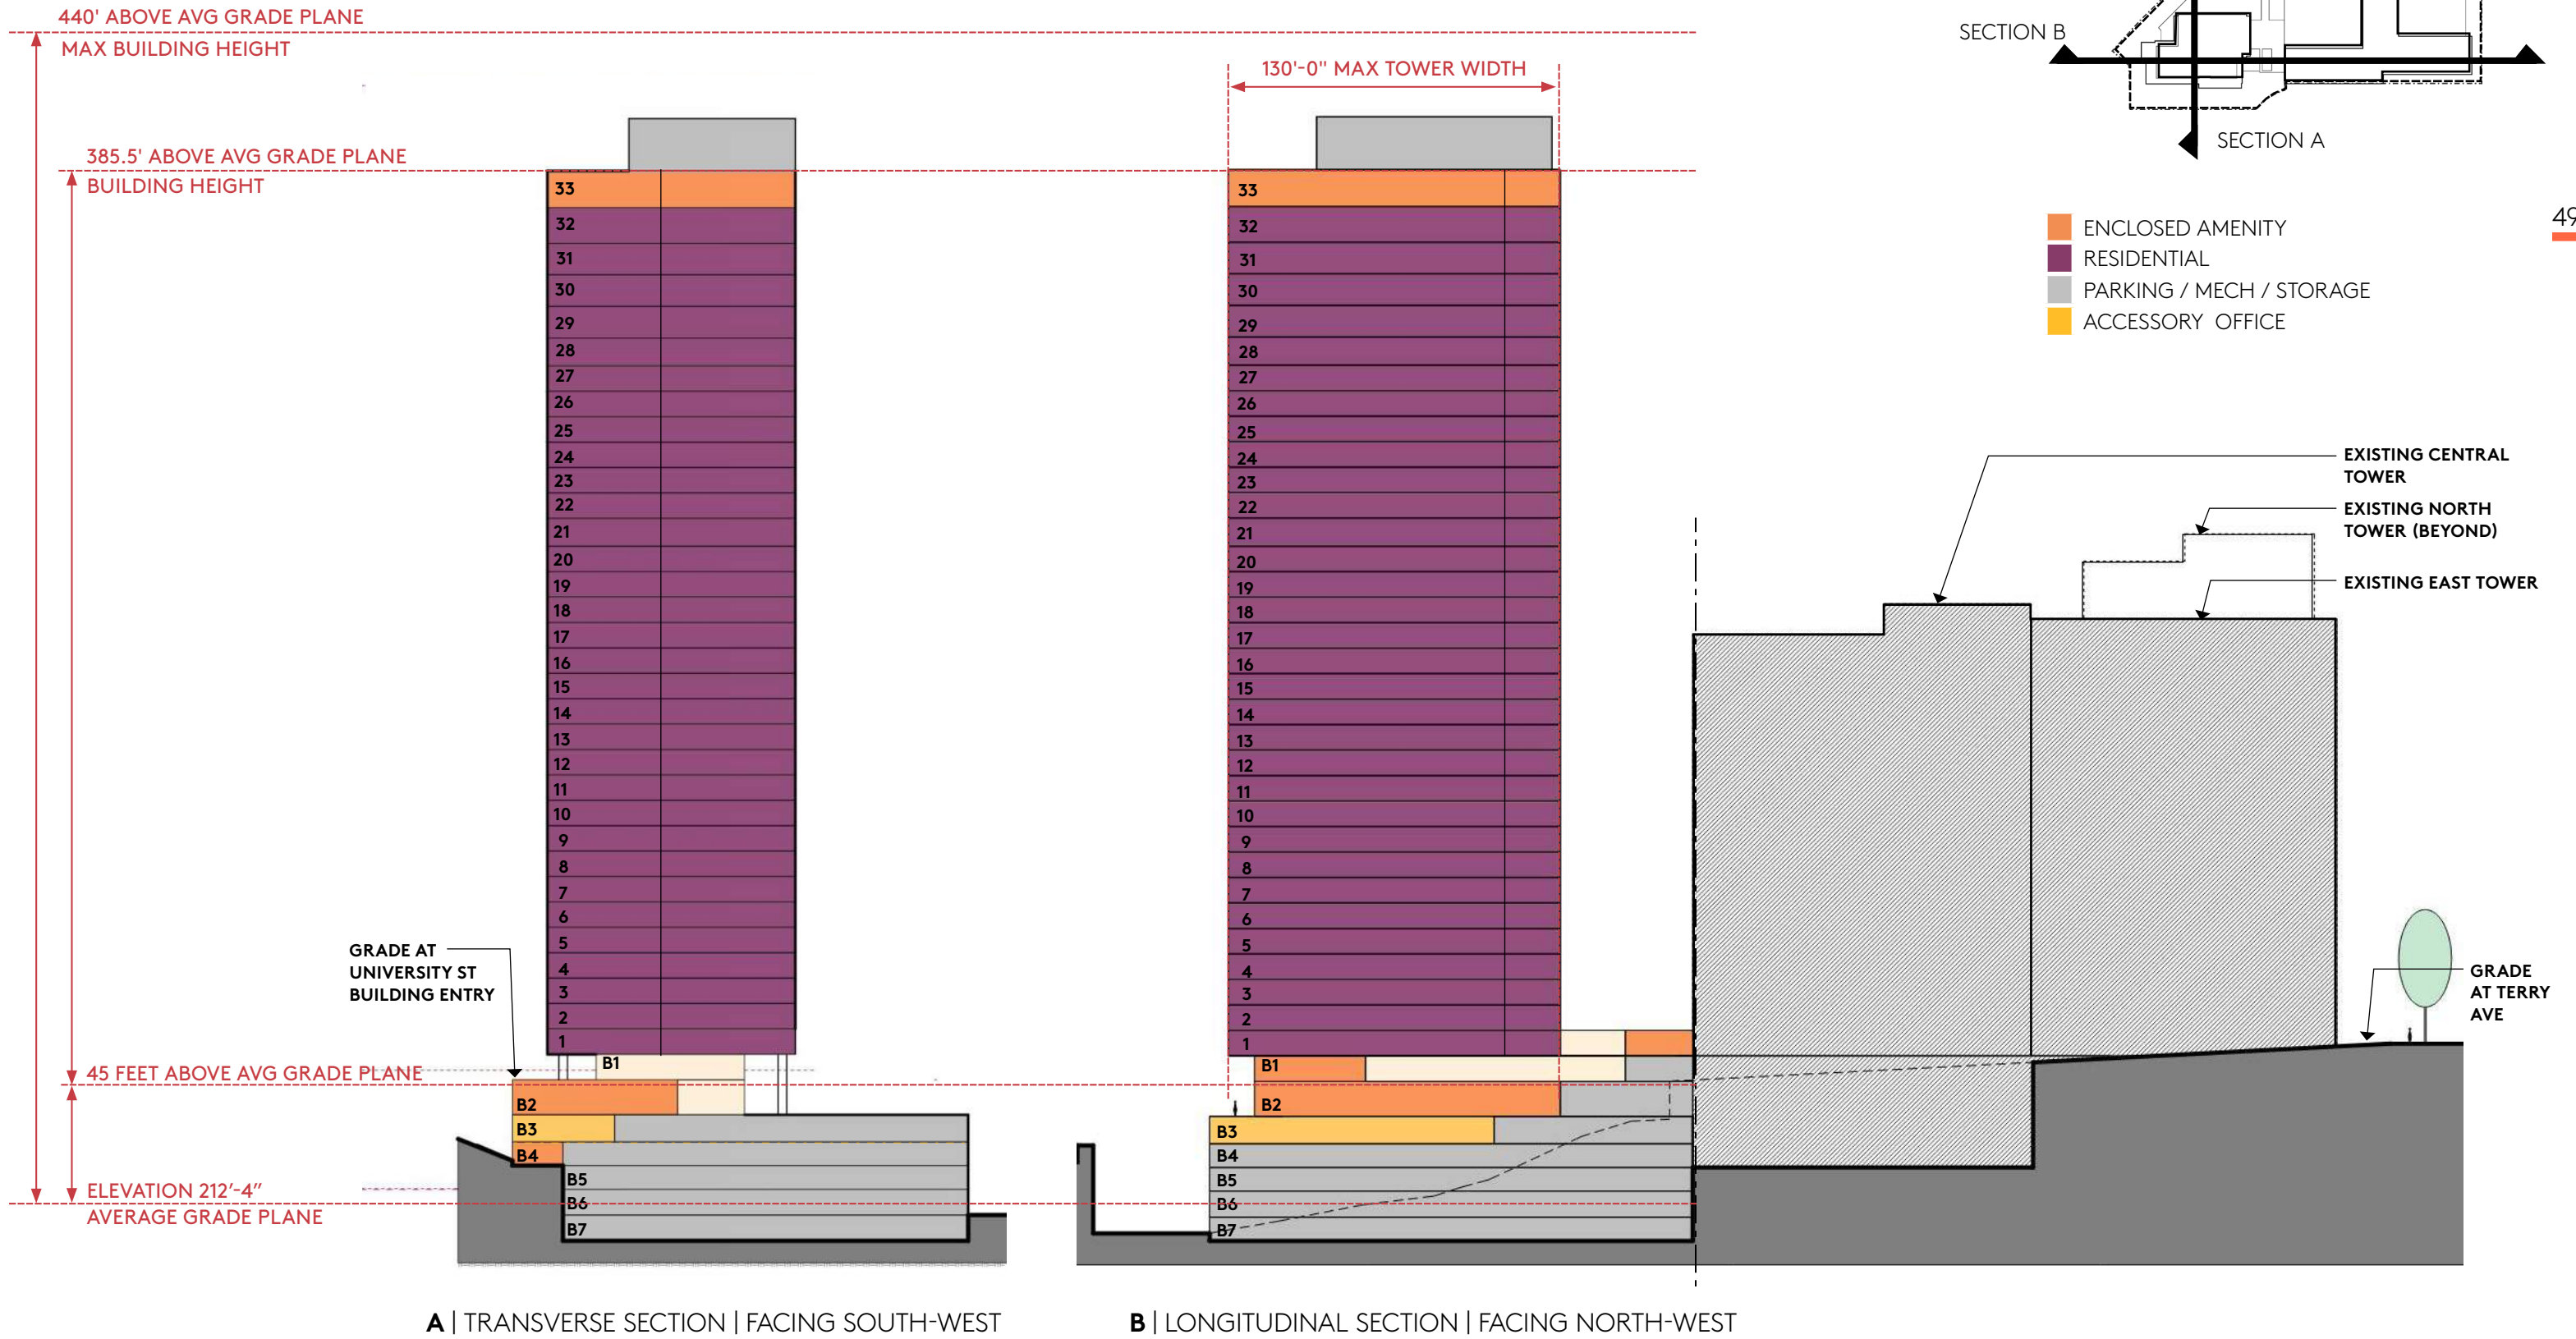 440' ABOVE AVG GRADE PLANE
MAX BUILDING HEIGHT
130'-0" MAX TOWER WIDTH
385.5' ABOVE AVG GRADE PLANE
BUILDING HEIGHT
SECTION B
SECTION A
ENCLOSED AMENITY
RESIDENTIAL
PARKING / MECH / STORAGE
ACCESSORY OFFICE
49
33
32
31
30
29
28
27
26
25
24
23
22
21
20
19
18
17
16
15
14
13
12
11
10
9
8
7
6
5
4
3
2
1
B1
B2
B3
B4
B5
B6
B7
GRADE AT
UNIVERSITY ST
BUILDING ENTRY
45 FEET ABOVE AVG GRADE PLANE
ELEVATION 212'-4"
AVERAGE GRADE PLANE
33
32
31
30
29
28
27
26
25
24
23
22
21
20
19
18
17
16
15
14
13
12
11
10
9
8
7
6
5
4
3
2
1
B1
B2
B3
B4
B5
B6
B7
EXISTING CENTRAL
TOWER
EXISTING NORTH
TOWER (BEYOND)
EXISTING EAST TOWER
GRADE
AT TERRY
AVE
A | TRANSVERSE SECTION | FACING SOUTH-WEST
B | LONGITUDINAL SECTION | FACING NORTH-WEST